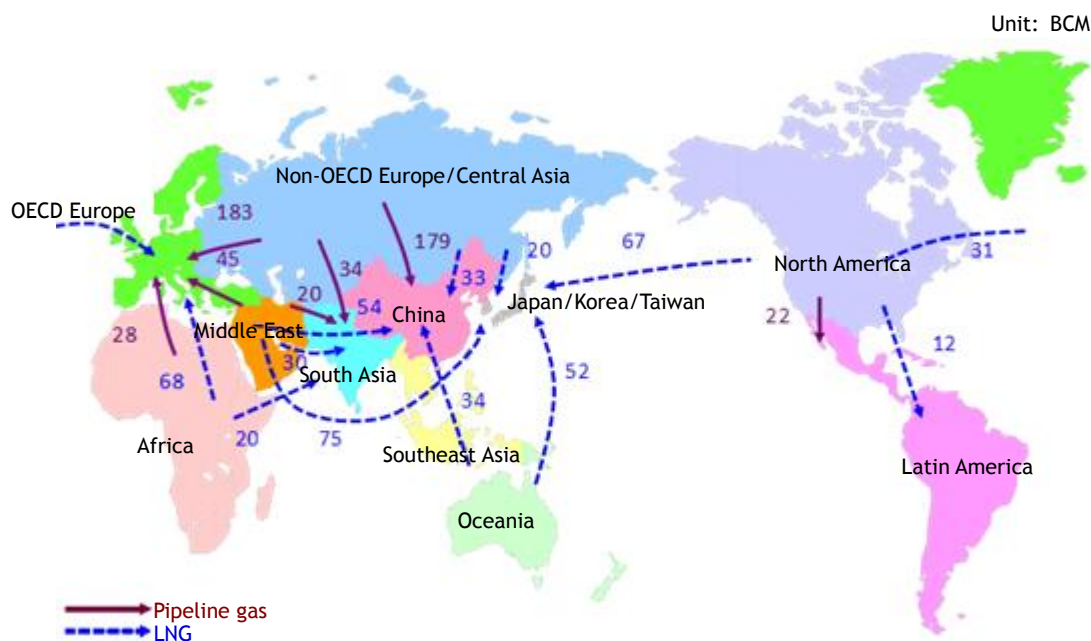 Unit: BCM
Non-OECD Europe/Central Asia
OECD Europe
183
179
20
67
31
45
34
33
North America
20
54
China
Japan/Korea/Taiwan
22
Middle East
28
12
30
South Asia
68
52
34
20
75
Africa
Southeast Asia
Latin America
Oceania
Pipeline gas
LNG